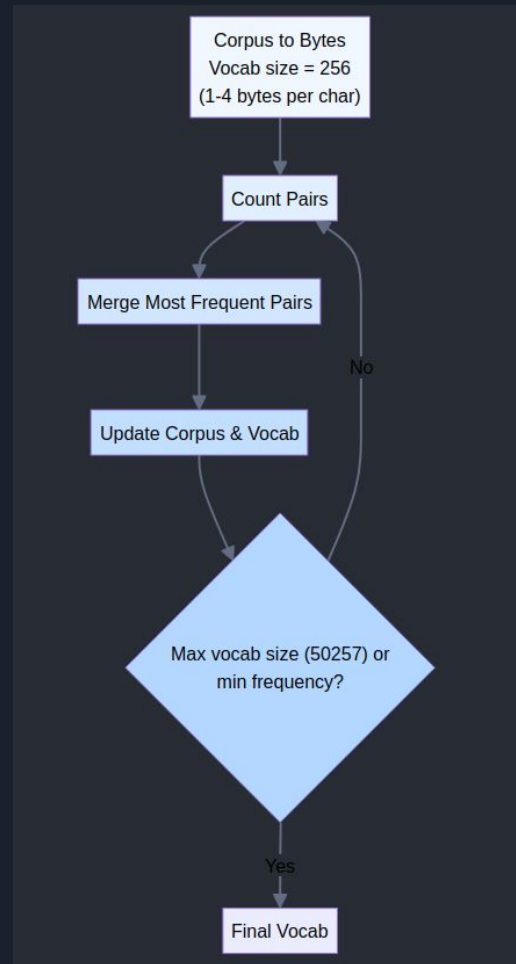 Corpus to Bytes
Vocab size = 256
(1-4 bytes per char)
Count Pairs
Merge Most Frequent Pairs
No
Update Corpus & Vocab
Max vocab size (50257) or
min frequency?
Yes
Final Vocab